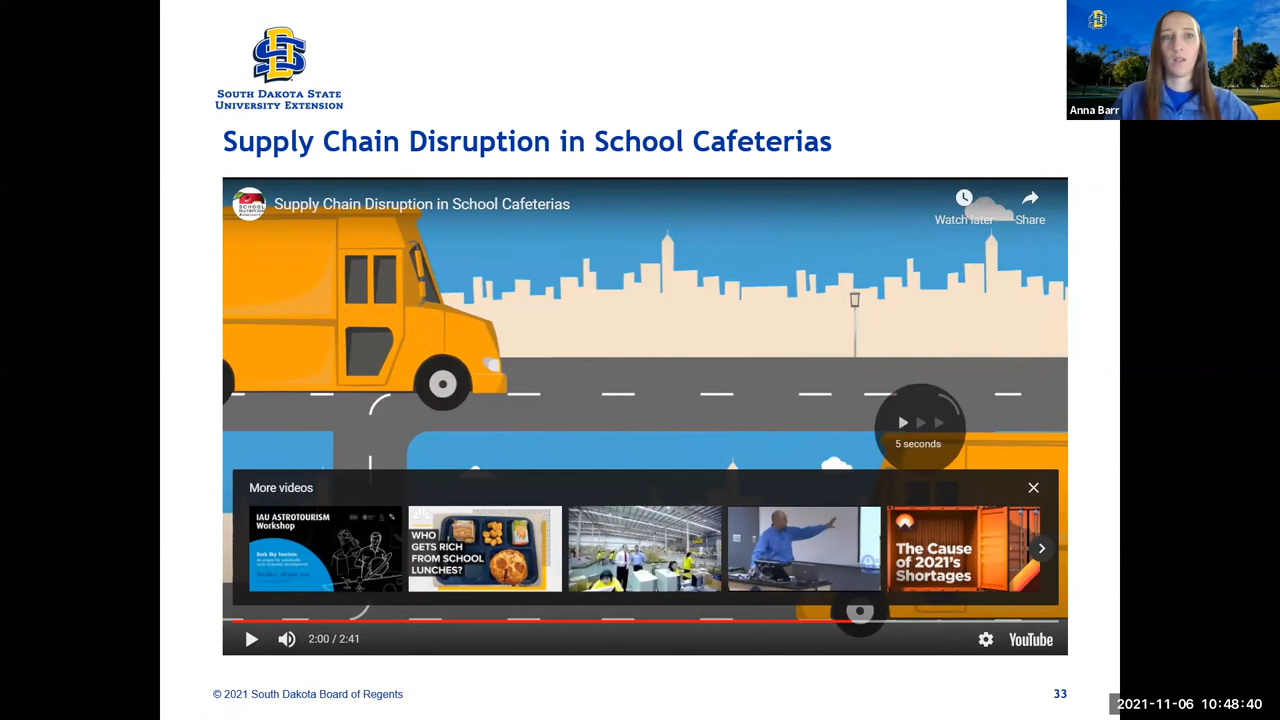 SOUTH DAKOTA STATE
UNIVERSITY EXTENSION
Anna Barr
Supply Chain Disruption in School Cafeterias
SCHOOL
NUTRITION
Supply Chain Disruption in School Cafeterias
Watch later
Share
5 seconds
More videos
IAU ASTROTOURISM
Workshop
WHO
GETS RICH
FROM SCHOOL
LUNCHES?
The Cause
of 2021's
Shortages
2:00 / 2:41
YouTube
© 2021 South Dakota Board of Regents
33
2021-11-06 10:48:40